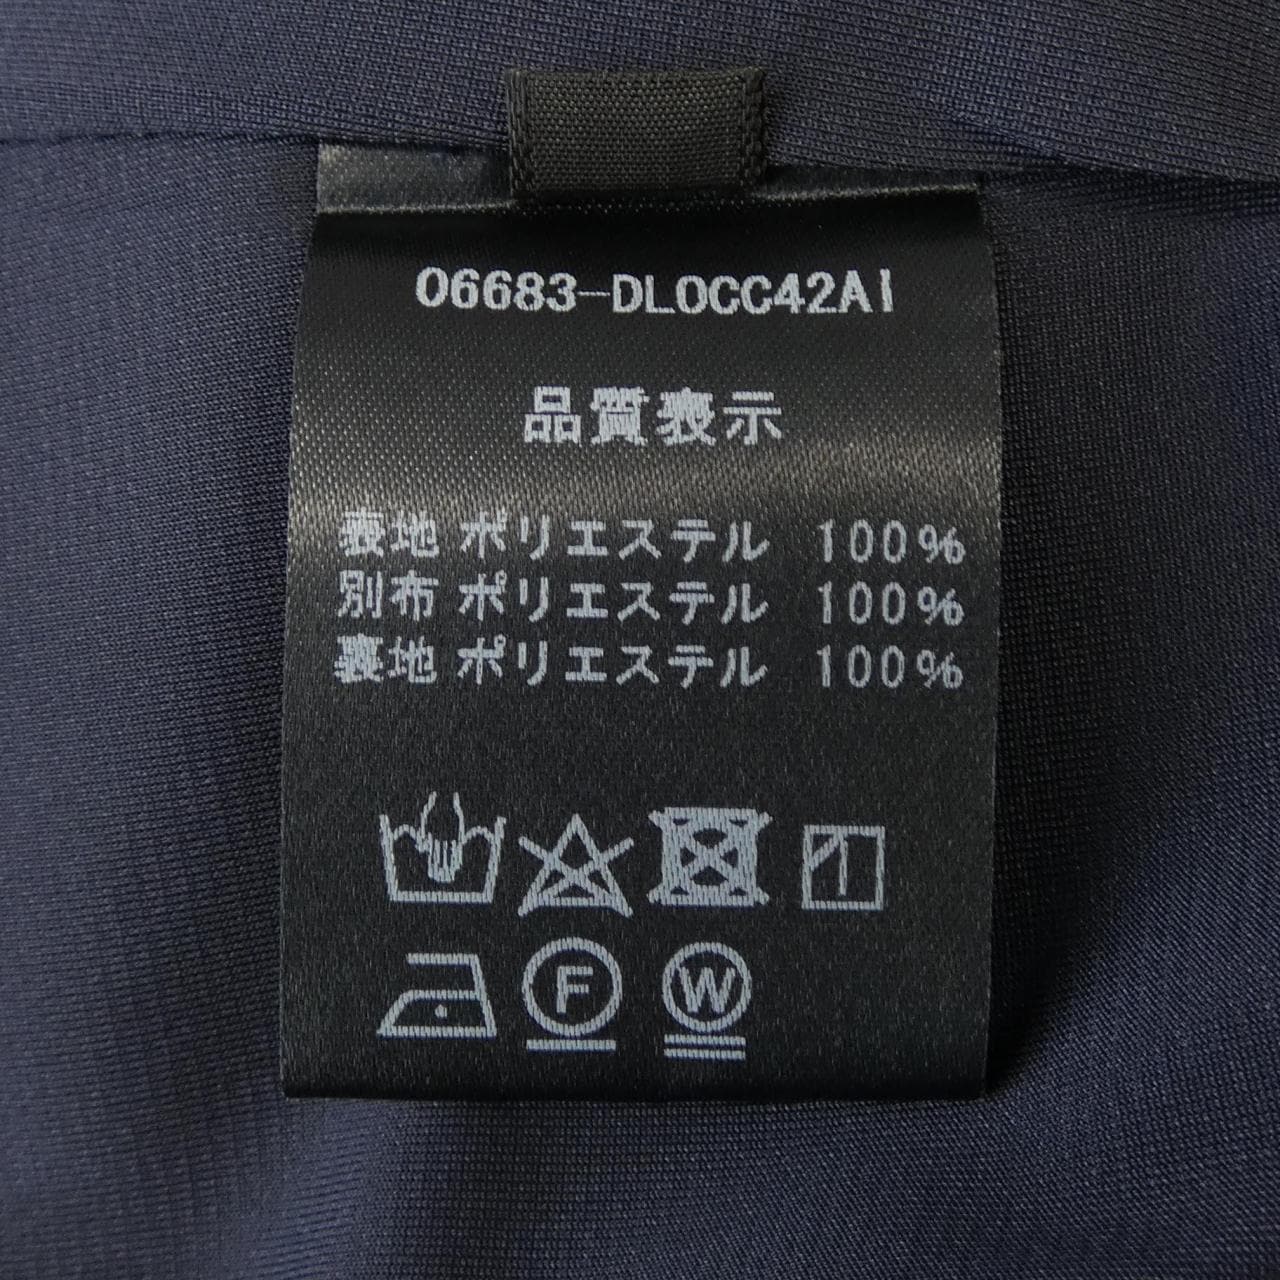 06683-DLOCC42AI
品質表示
表地 ポリエステル 100%
別布 ポリエステル 100%
裏地 ポリエステル 100%
F W